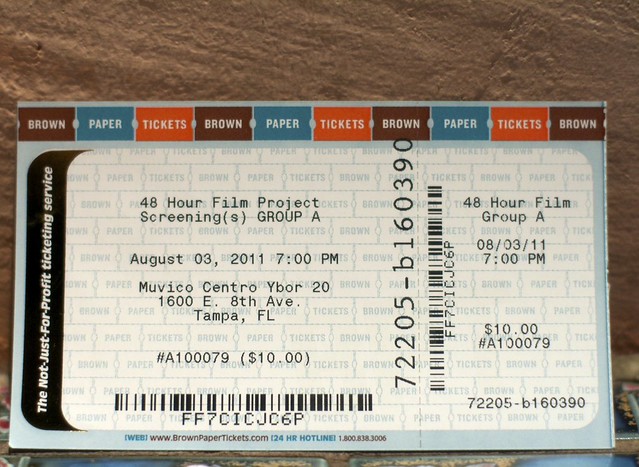 BROWN PAPER TICKETS BROWN PAPER TICKETS BROWN PAPER TICKETS BROWN
The Not-Just-For-Profit ticketing service
48 Hour Film Project
Screening(s) GROUP A
August 03, 2011 7:00 PM
Muvico Centro Ybor 20
1600 E. 8th Ave.
Tampa, FL
#A100079 ($10.00)
FF7CICJC6P
72205-b160390
FF7CICJC6P
48 Hour Film
Group A
08/03/11
7:00 PM
$10.00
#A100079
72205-b160390
[WEB] www.BrownPaperTickets.com [24 HR HOTLINE] 1.800.838.3006